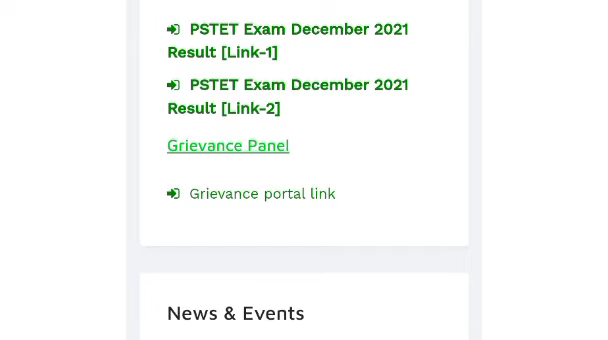 PSTET Exam December 2021
Result [Link-1]
PSTET Exam December 2021
Result [Link-2]
Grievance Panel
Grievance portal link
News & Events